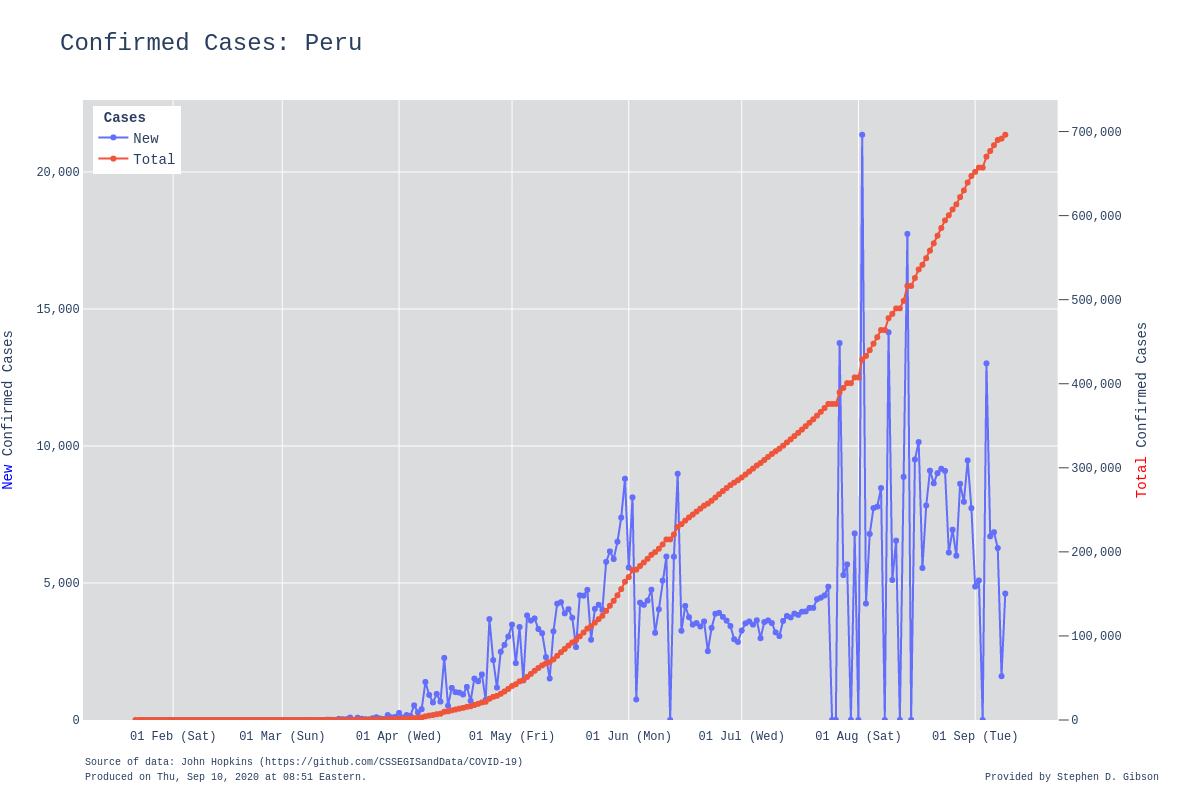 Confirmed Cases: Peru
Cases
New
Total
20,000
15,000
10,000
5,000
0
New Confirmed Cases
700,000
600,000
500,000
400,000
300,000
200,000
100,000
0
Total Confirmed Cases
01 Feb (Sat) 01 Mar (Sun) 01 Apr (Wed) 01 May (Fri) 01 Jun (Mon) 01 Jul (Wed) 01 Aug (Sat) 01 Sep (Tue)
Source of data: John Hopkins (https://github.com/CSSEGISandData/COVID-19)
Produced on Thu, Sep 10, 2020 at 08:51 Eastern.
Provided by Stephen D. Gibson